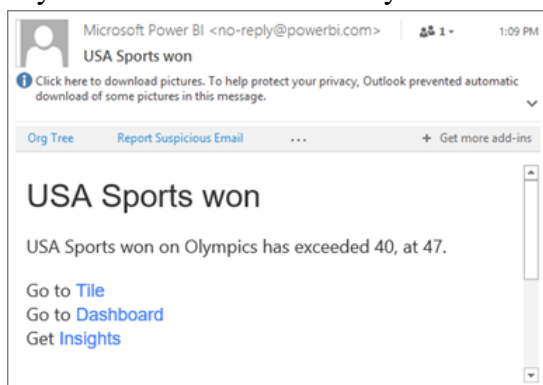 Microsoft Power BI <no-reply@powerbi.com>
1
1:09 PM
USA Sports won
Click here to download pictures. To help protect your privacy, Outlook prevented automatic
download of some pictures in this message.
Org Tree Report Suspicious Email ... + Get more add-ins
USA Sports won
USA Sports won on Olympics has exceeded 40, at 47.
Go to Tile
Go to Dashboard
Get Insights